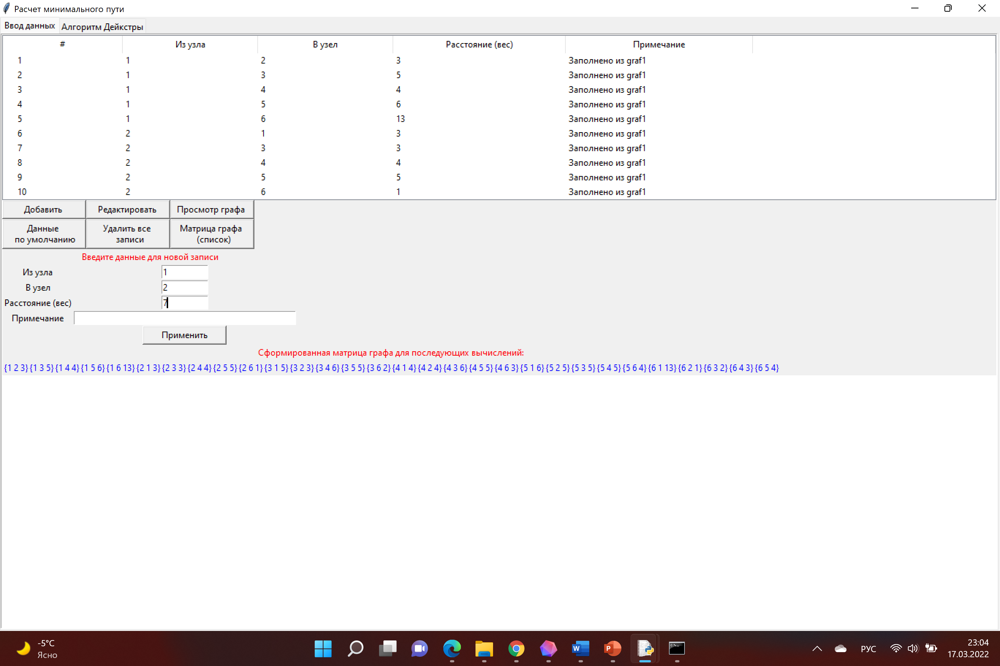 Расчет минимального пути
Ввод данных Алгоритм Дейкстры
# Из узла В узел Расстояние (вес) Примечание
1 1 2 3 Заполнено из graf1
2 1 3 5 Заполнено из graf1
3 1 4 4 Заполнено из graf1
4 1 5 6 Заполнено из graf1
5 1 6 13 Заполнено из graf1
6 2 1 3 Заполнено из graf1
7 2 3 3 Заполнено из graf1
8 2 4 4 Заполнено из graf1
9 2 5 5 Заполнено из graf1
10 2 6 1 Заполнено из graf1
Добавить Редактировать Просмотр графа
Данные Удалить все Матрица графа
по умолчанию записи (список)
Введите данные для новой записи
Из узла 1
В узел 2
Расстояние (вес) 7
Примечание
Применить
Сформированная матрица графа для последующих вычислений:
{1 2 3} {1 3 5} {1 4 4} {1 5 6} {1 6 13} {2 1 3} {2 3 3} {2 4 4} {2 5 5} {2 6 1} {3 1 5} {3 2 3} {3 4 6} {3 5 5} {3 6 2} {4 1 4} {4 2 4} {4 3 6} {4 5 5} {4 6 3} {5 1 6} {5 2 5} {5 3 5} {5 4 5} {5 6 4} {6 1 13} {6 2 1} {6 3 2} {6 4 3} {6 5 4}
-5°C
Ясно
W P C:\_
РУС
23:04
17.03.2022